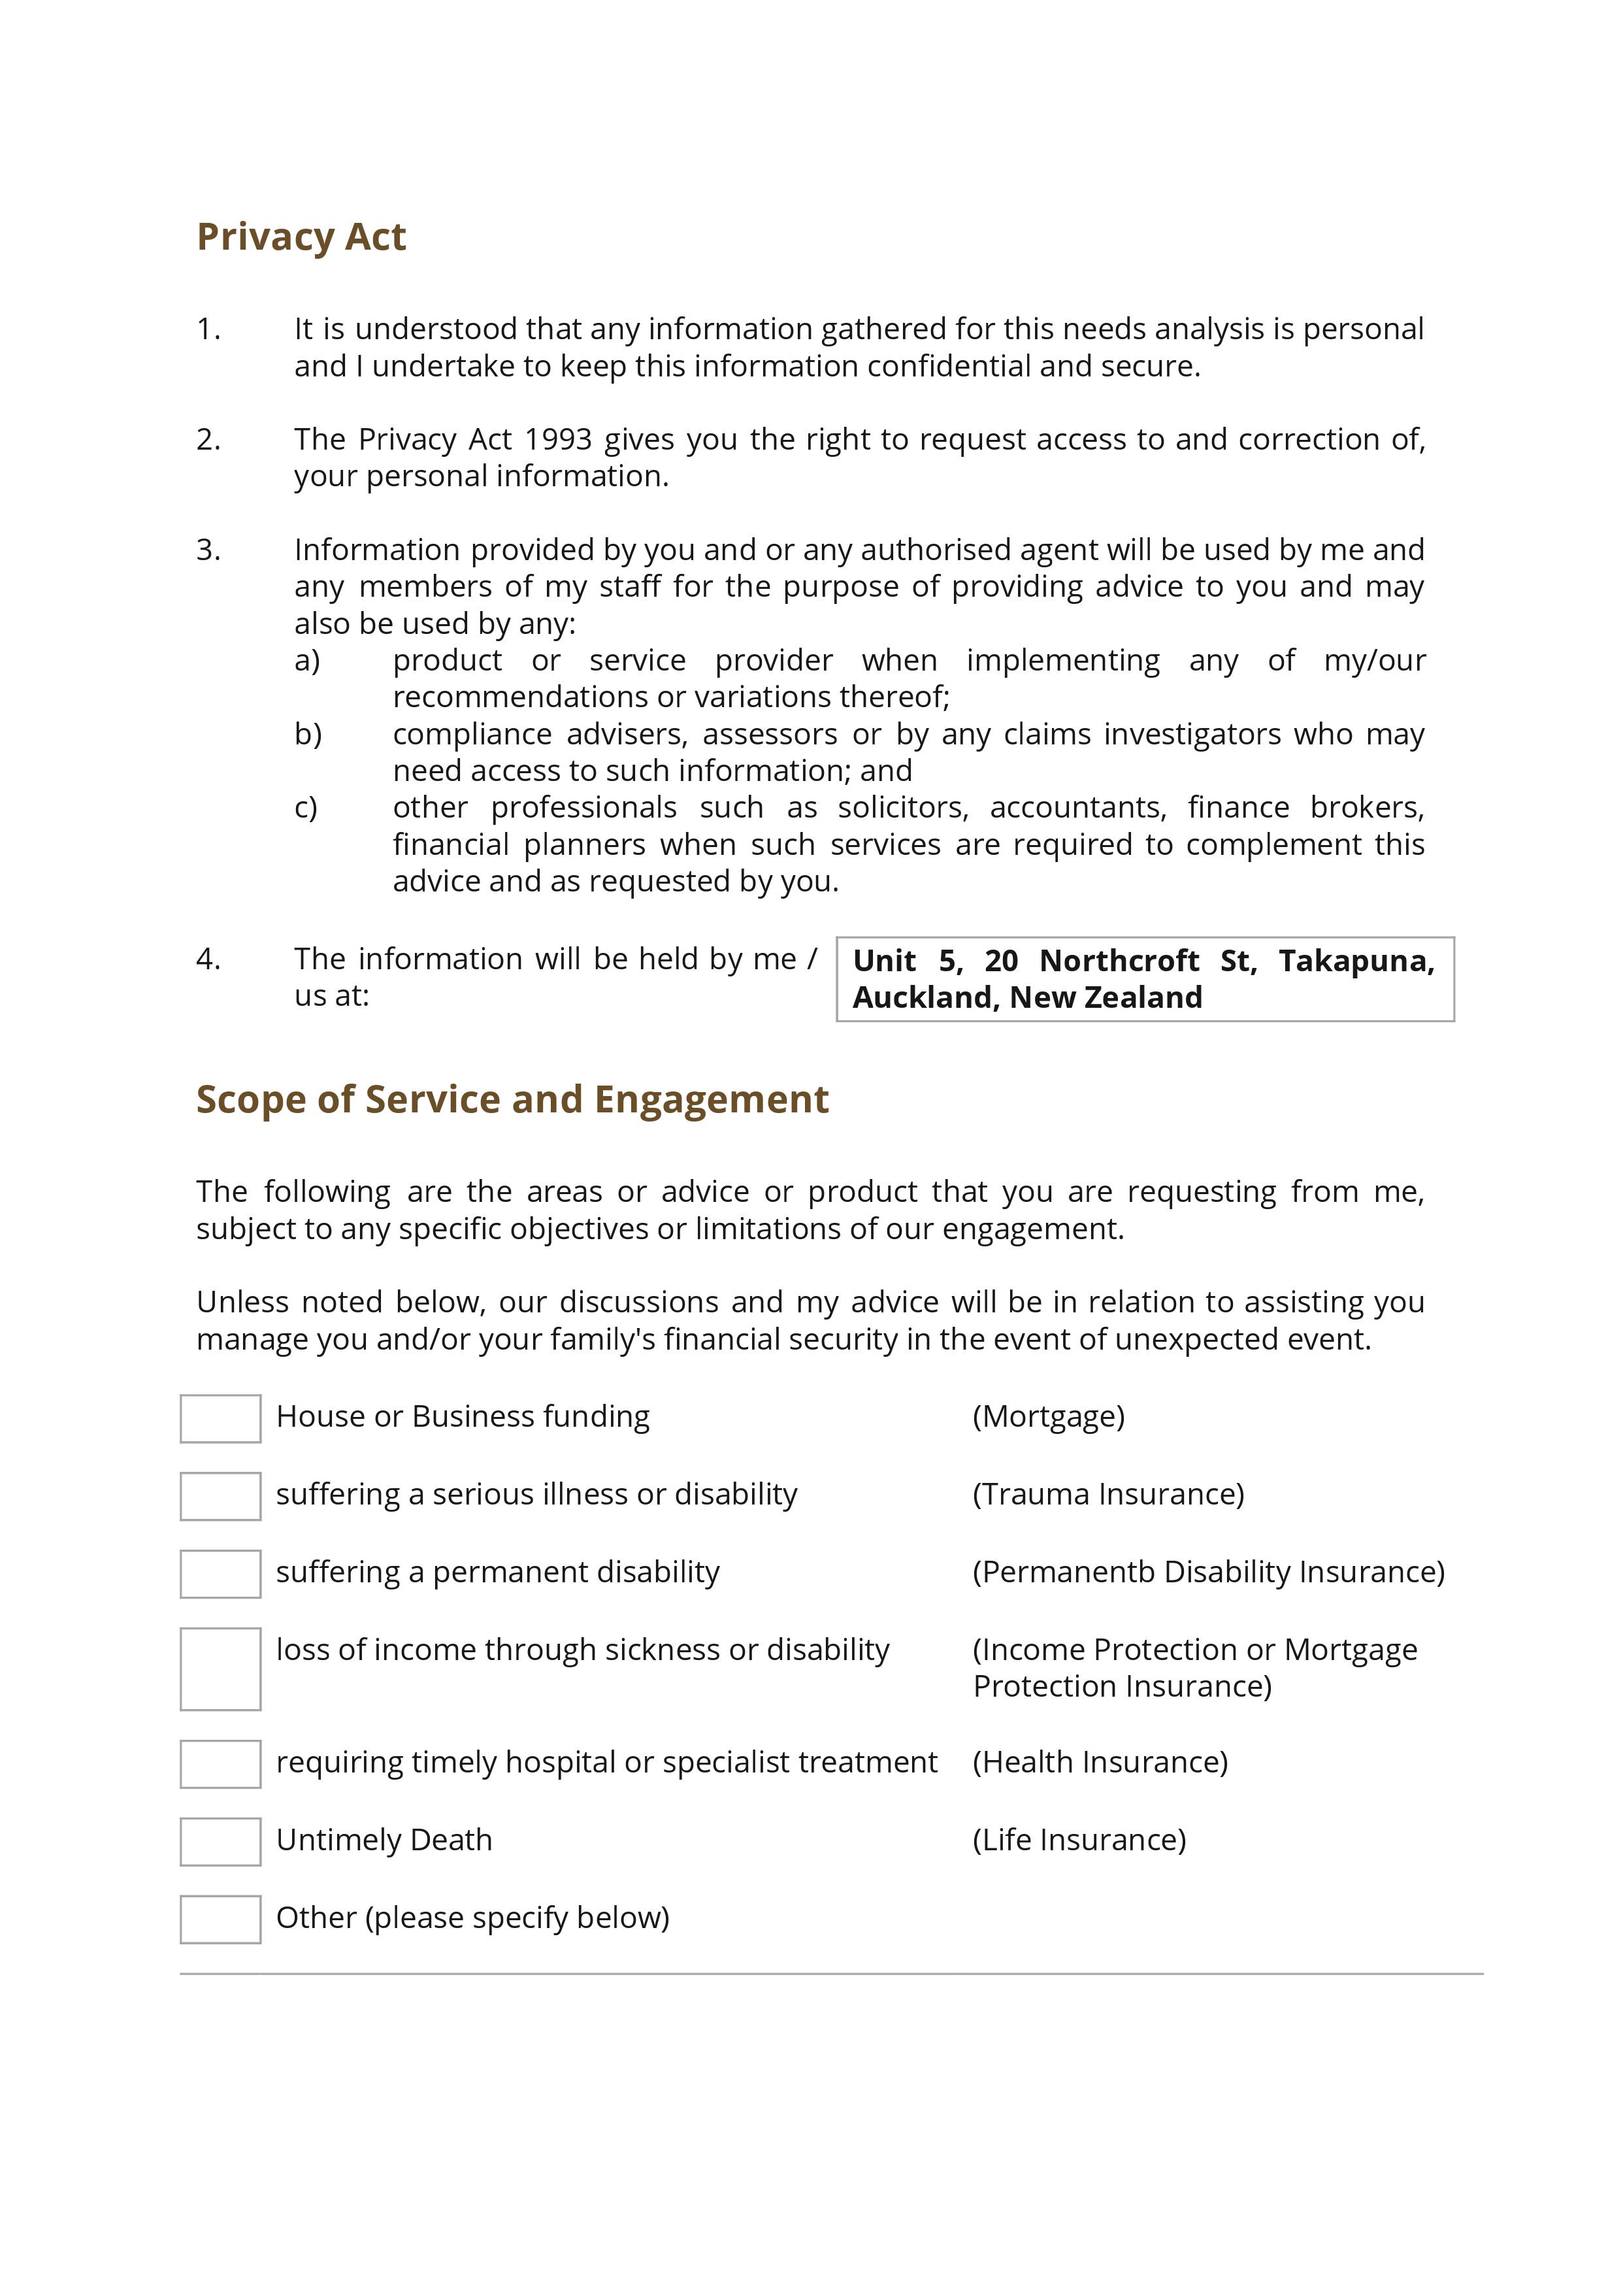 Privacy Act
1. It is understood that any information gathered for this needs analysis is personal
and I undertake to keep this information confidential and secure.
2. The Privacy Act 1993 gives you the right to request access to and correction of,
your personal information.
3. Information provided by you and or any authorised agent will be used by me and
any members of my staff for the purpose of providing advice to you and may
also be used by any:
a) product or service provider when implementing any of my/our
recommendations or variations thereof;
b) compliance advisers, assessors or by any claims investigators who may
need access to such information; and
c) other professionals such as solicitors, accountants, finance brokers,
financial planners when such services are required to complement this
advice and as requested by you.
4. The information will be held by me /
us at:
Unit 5, 20 Northcroft St, Takapuna,
Auckland, New Zealand
Scope of Service and Engagement
The following are the areas or advice or product that you are requesting from me,
subject to any specific objectives or limitations of our engagement.
Unless noted below, our discussions and my advice will be in relation to assisting you
manage you and/or your family's financial security in the event of unexpected event.
House or Business funding (Mortgage)
suffering a serious illness or disability (Trauma Insurance)
suffering a permanent disability (Permanentb Disability Insurance)
loss of income through sickness or disability (Income Protection or Mortgage
Protection Insurance)
requiring timely hospital or specialist treatment (Health Insurance)
Untimely Death (Life Insurance)
Other (please specify below)